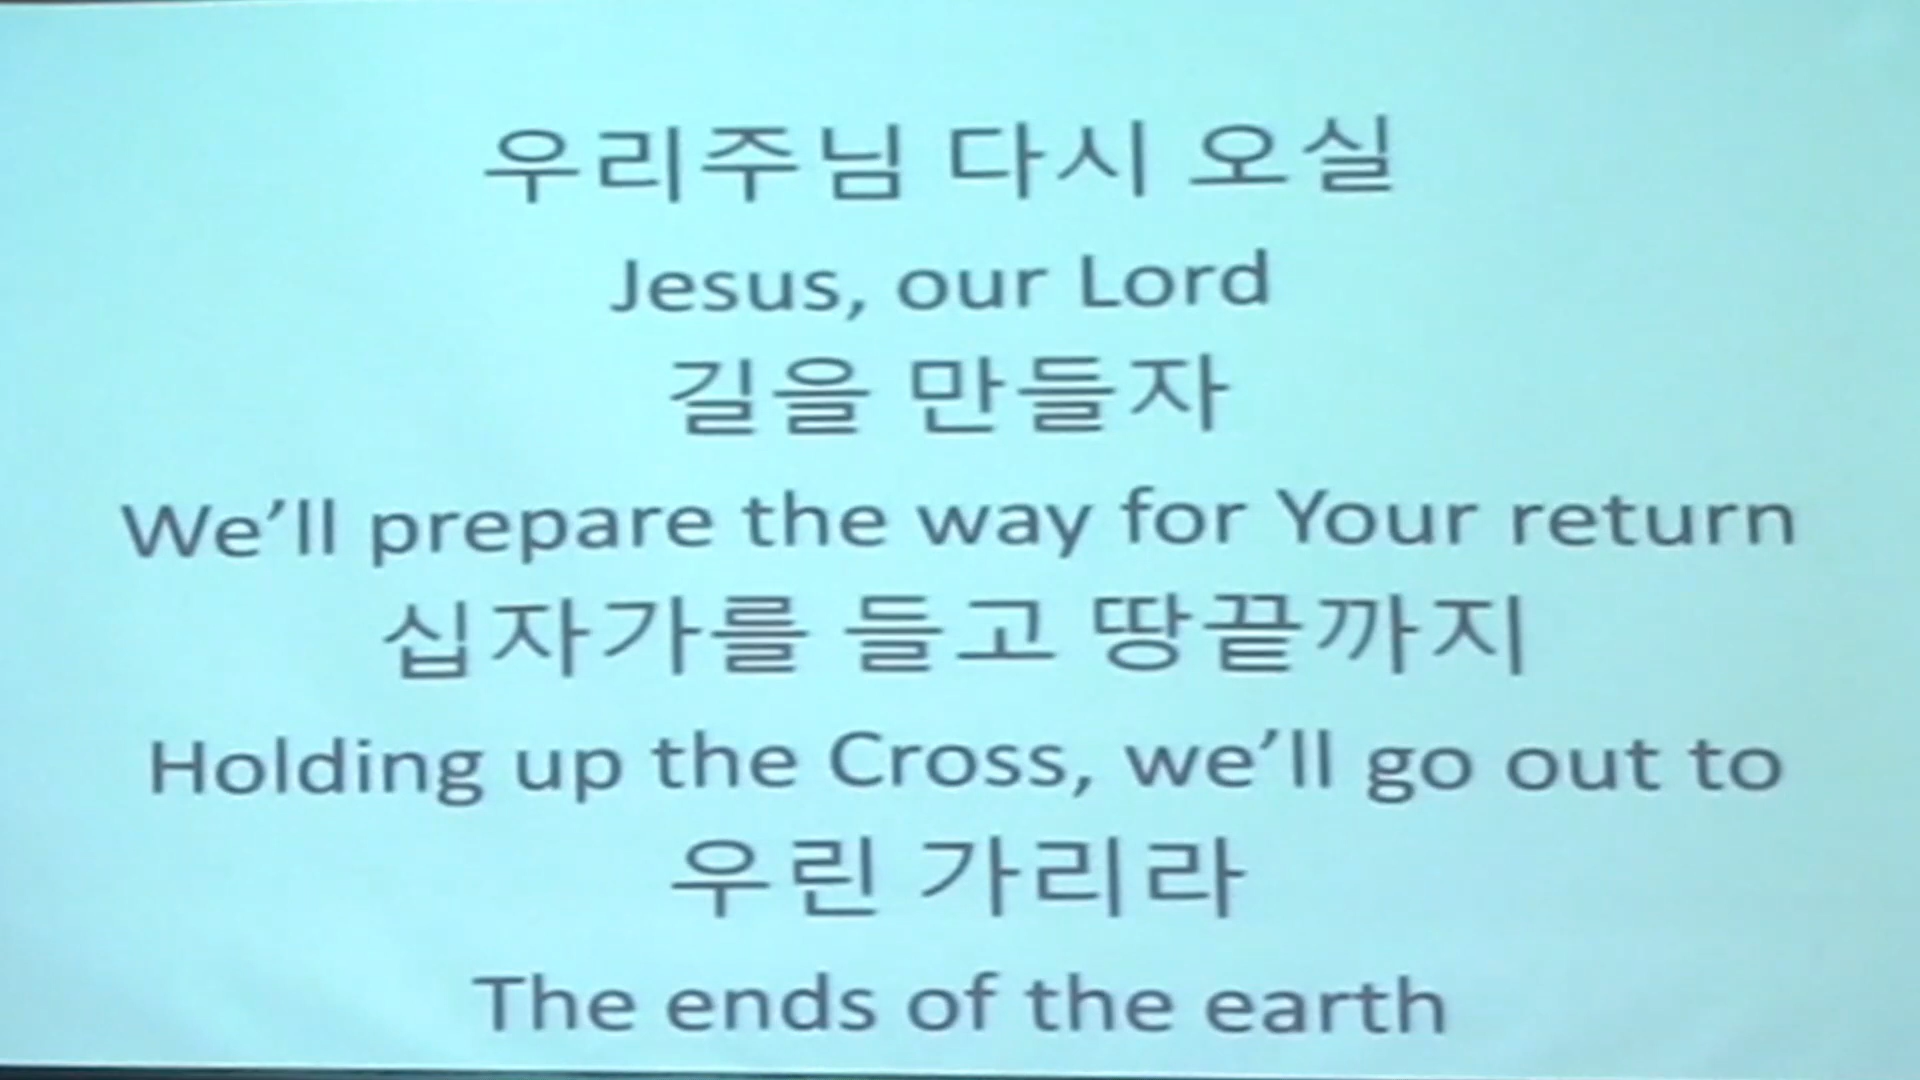 우리주님 다시 오실
Jesus, our Lord
길을 만들자
We’ll prepare the way for Your return
십자가를 들고 땅끝까지
Holding up the Cross, we’ll go out to
우린 가리라
The ends of the earth